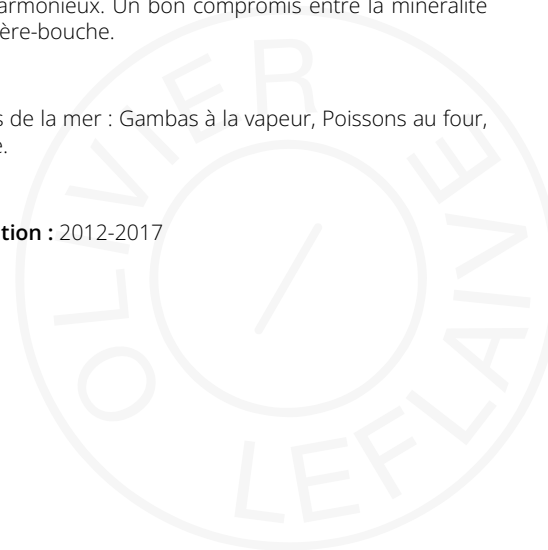 armonieux. Un bon compromis entre la minéralité
ère-bouche.
s de la mer : Gambas à la vapeur, Poissons au four,
e.
tion : 2012-2017
OLIVIER
LEFLAIVE